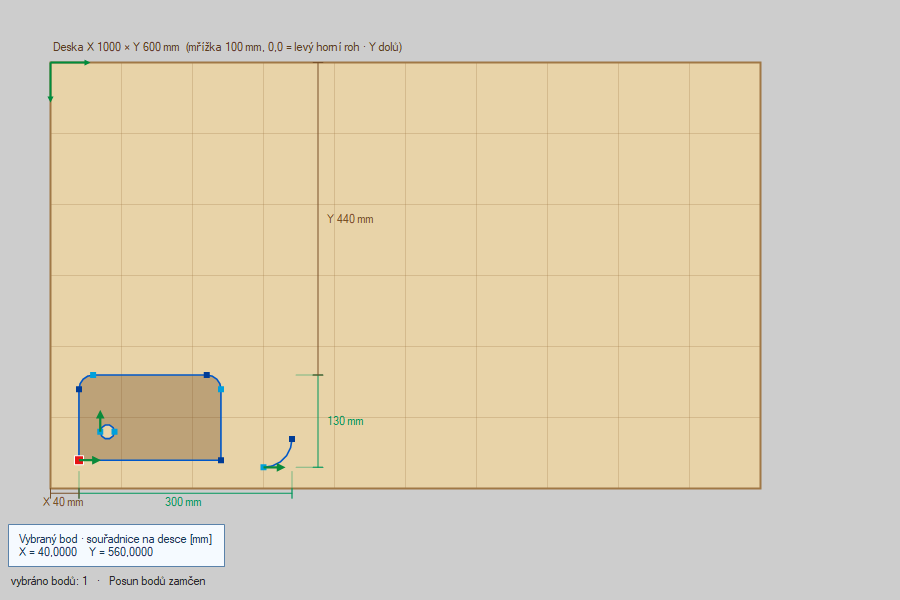 Deska X 1000 × Y 600 mm (mřížka 100 mm, 0,0 = levý horní roh · Y dolů)
Y 440 mm
130 mm
X 40 mm
300 mm
Vybraný bod · souřadnice na desce [mm]
X = 40,0000 Y = 560,0000
vybráno bodů: 1 · Posun bodů zamčen